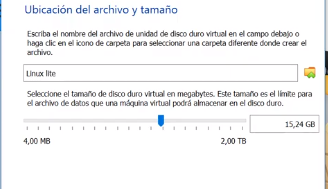 Ubicación del archivo y tamaño
Escriba el nombre del archivo de unidad de disco duro virtual en el campo debajo o
haga clic en el icono de carpeta para seleccionar una carpeta diferente donde crear el
archivo.
Linux lite
Seleccione el tamaño de disco duro virtual en megabytes. Este tamaño es el límite para
el archivo de datos que una máquina virtual podrá almacenar en el disco duro.
15,24 GB
4,00 MB 2,00 TB